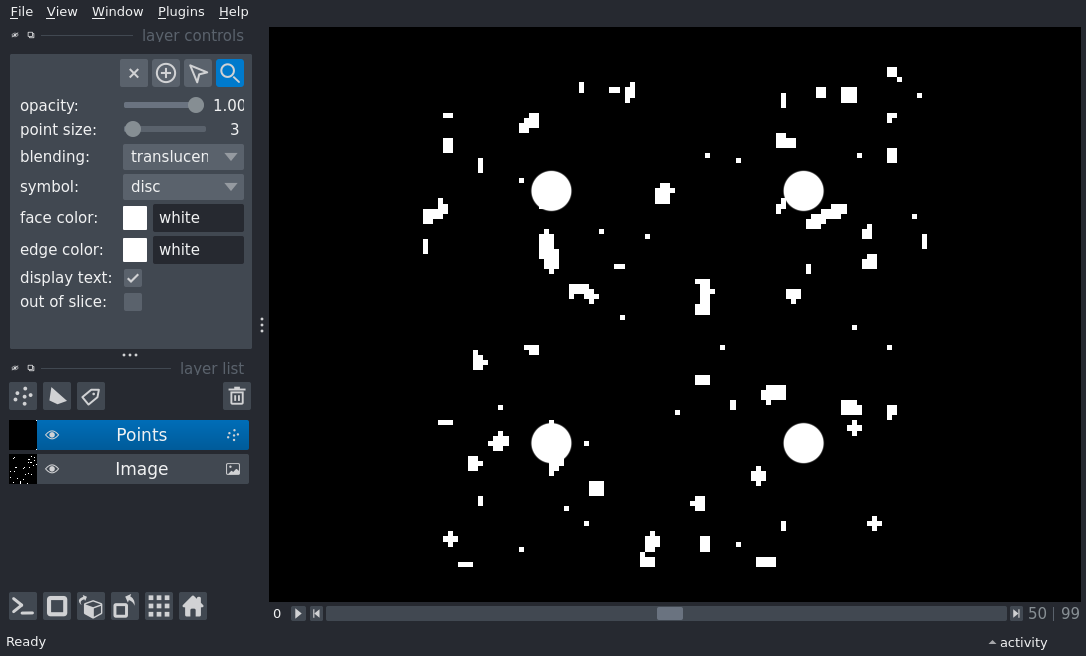 File View Window Plugins Help
layer controls
opacity: 1.00
point size: 3
blending: translucen
symbol: disc
face color: white
edge color: white
display text:
out of slice:
layer list
Points
Image
0 50 | 99
Ready activity